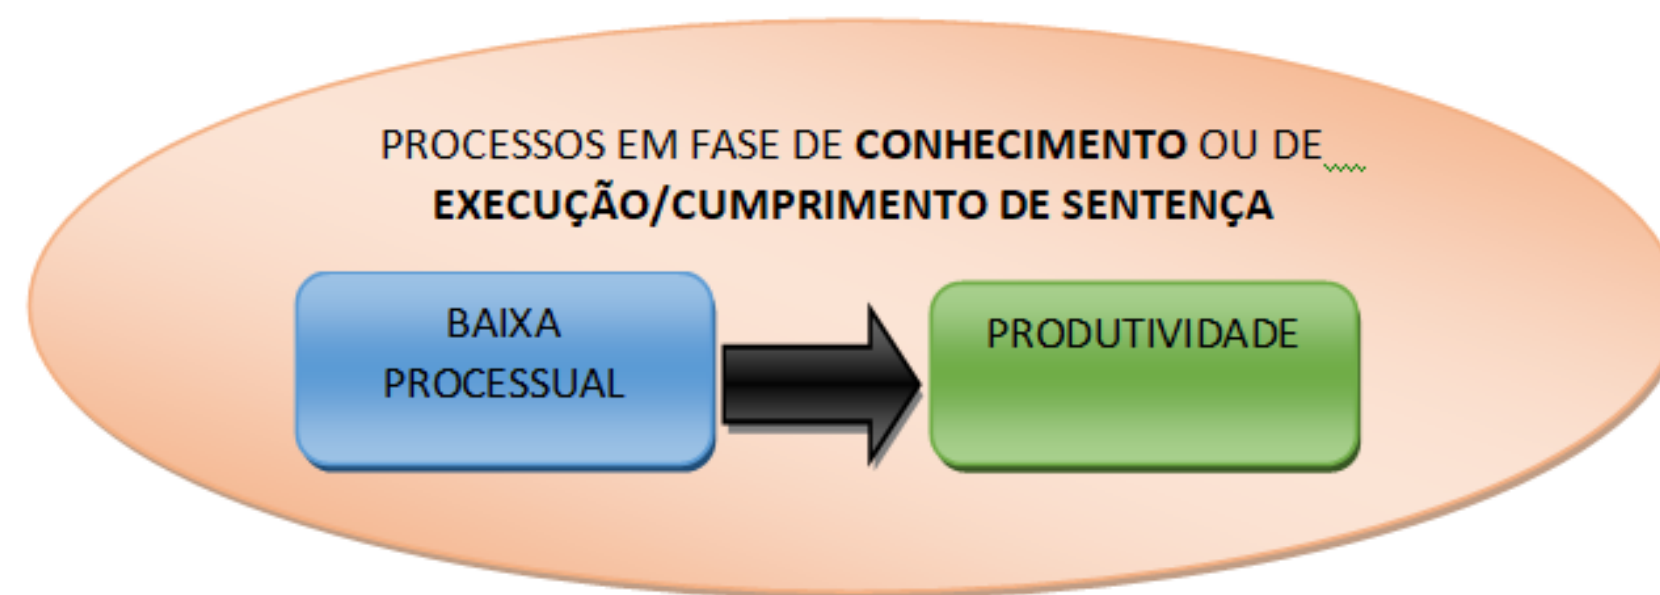 PROCESSOS EM FASE DE CONHECIMENTO OU DE
EXECUÇÃO/CUMPRIMENTO DE SENTENÇA
BAIXA
PROCESSUAL
PRODUTIVIDADE